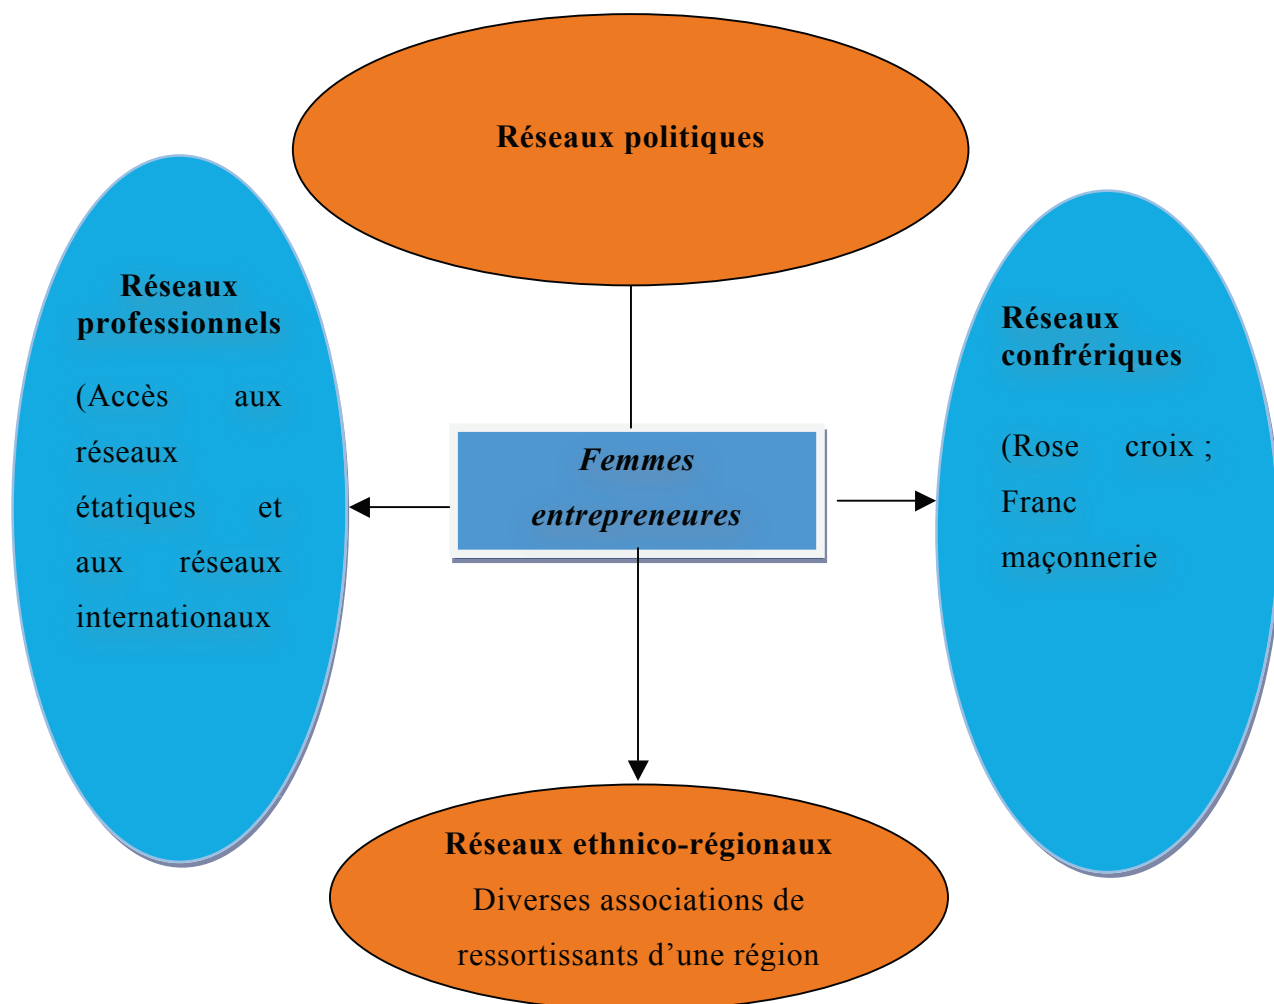 Réseaux politiques
Réseaux
professionnels
(Accès aux
réseaux
étatiques et
aux réseaux
internationaux
Femmes
entrepreneures
Réseaux
confrériques
(Rose croix ;
Franc
maçonnerie
Réseaux ethnico-régionaux
Diverses associations de
ressortissants d’une région